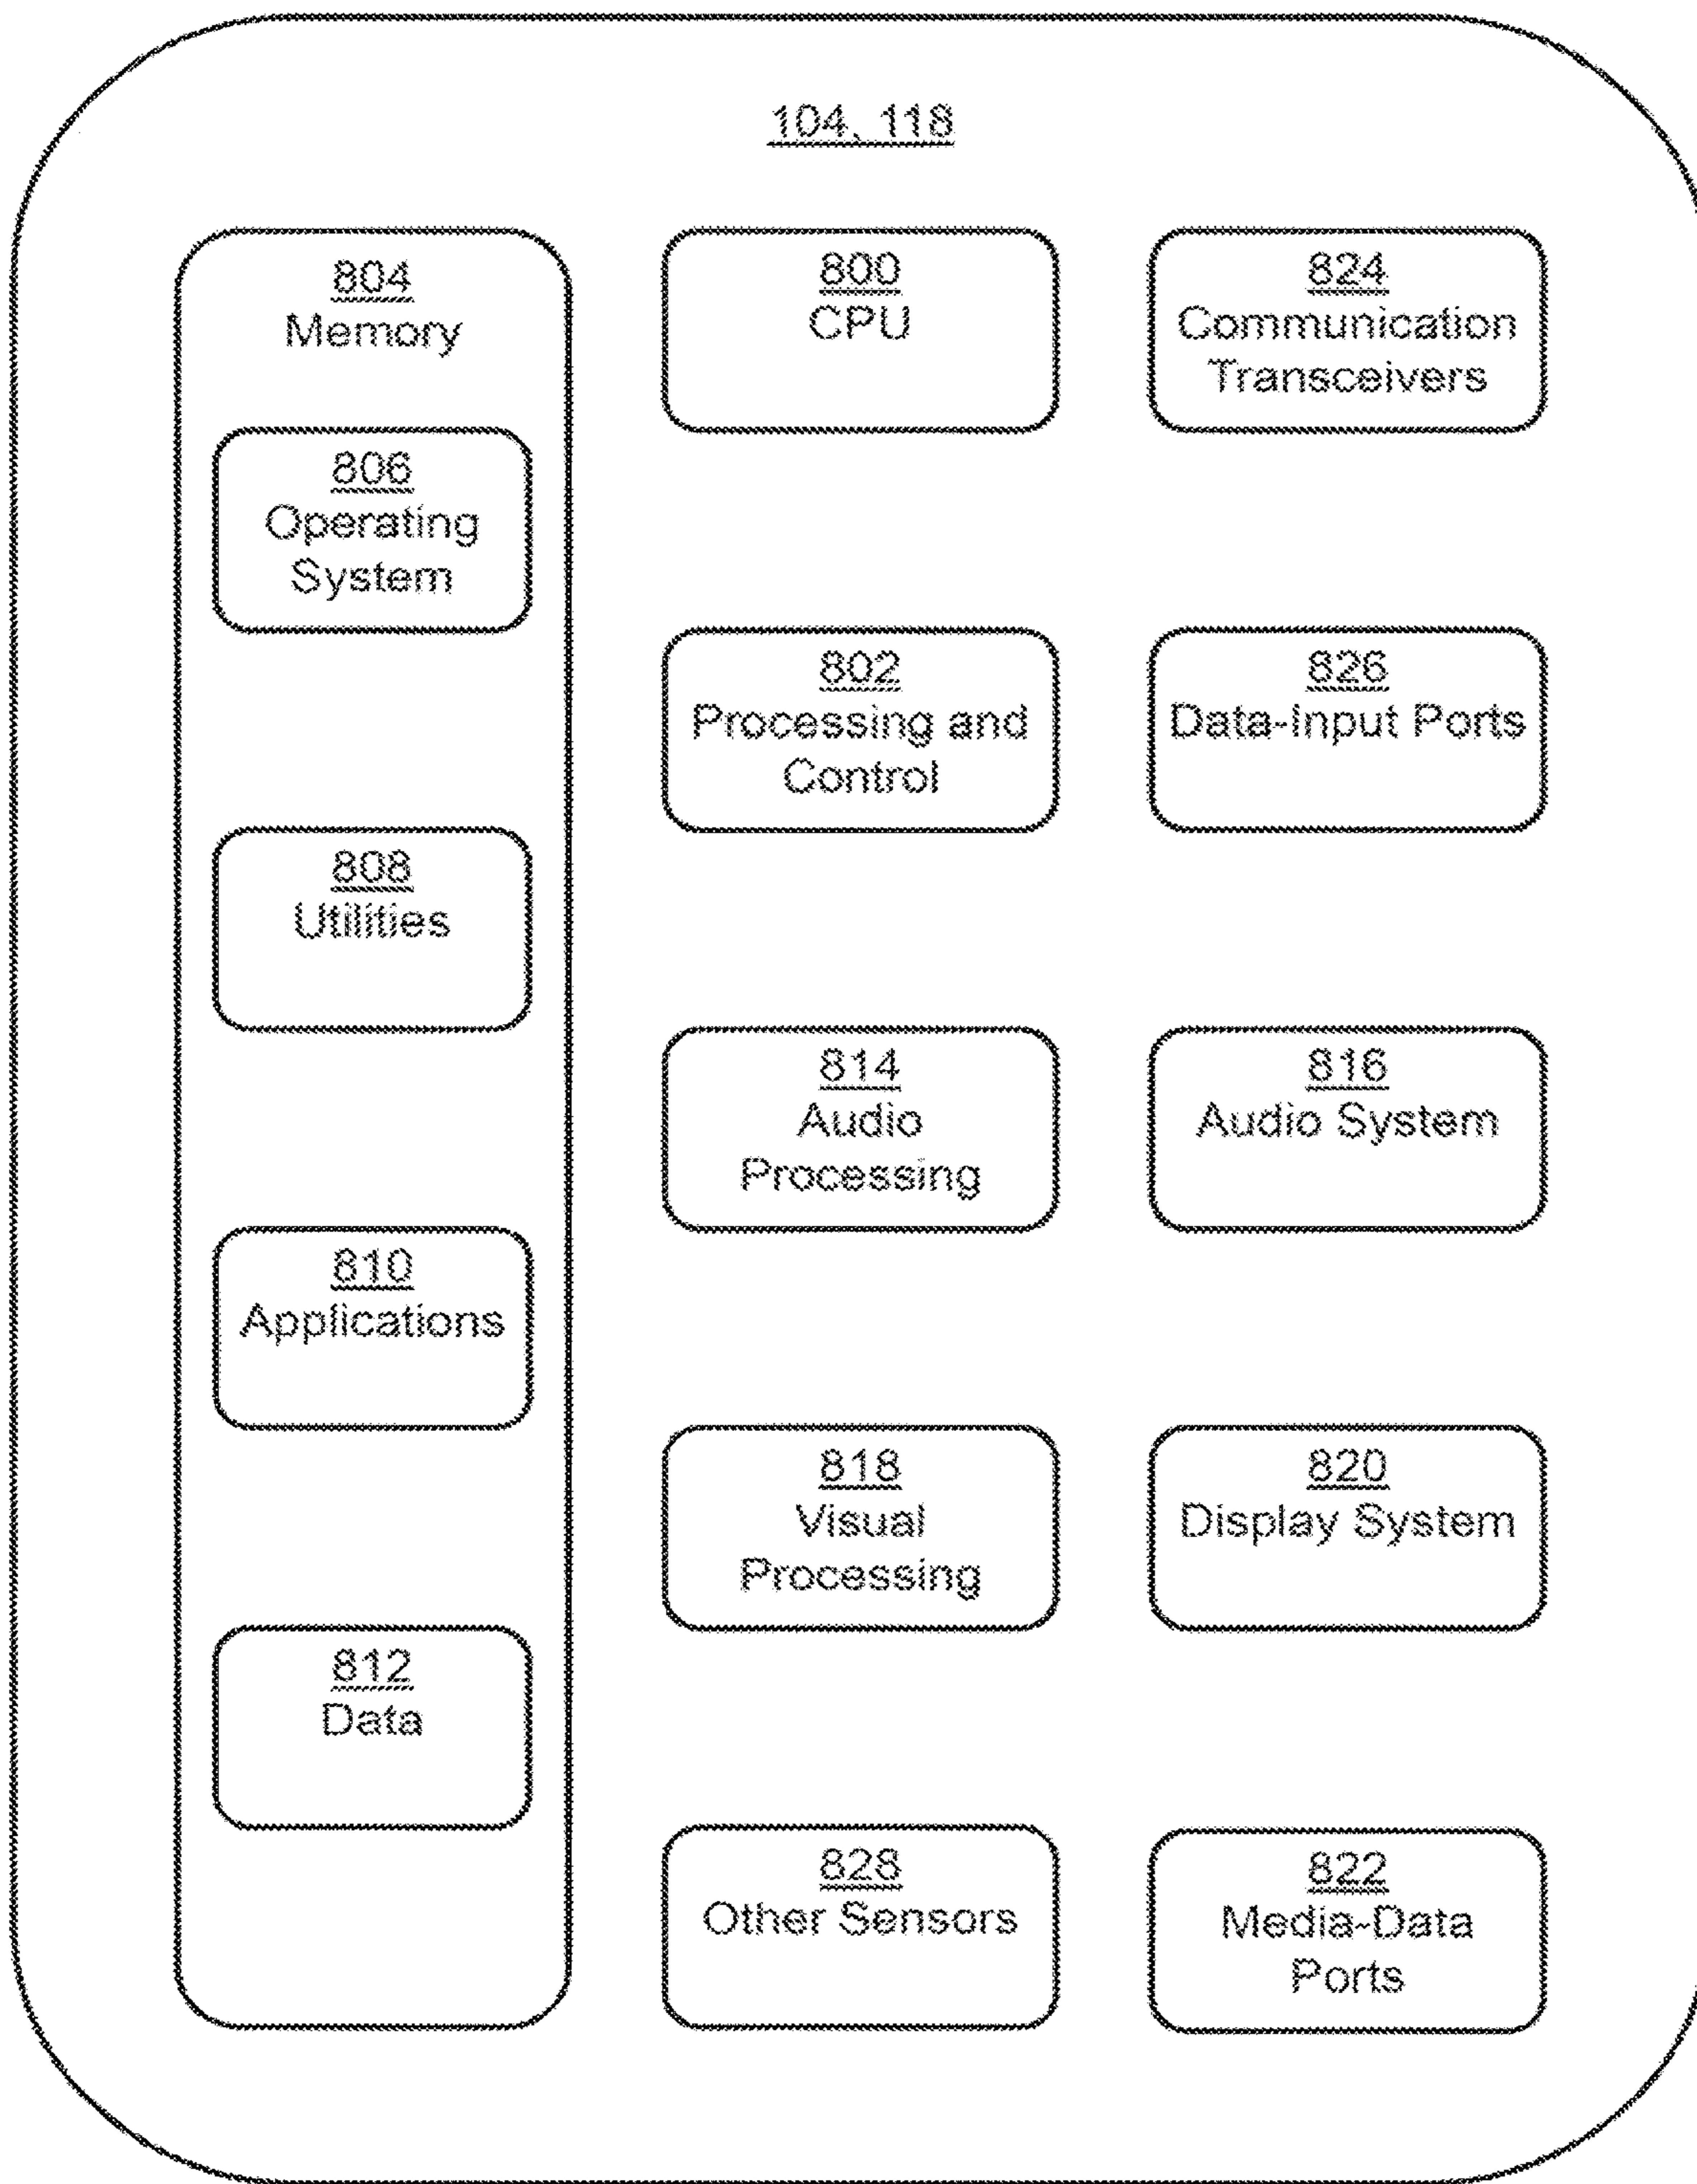 104, 118
804
Memory
806
Operating
System
808
Utilities
810
Applications
812
Data
800
CPU
802
Processing and
Control
814
Audio
Processing
818
Visual
Processing
828
Other Sensors
824
Communication
Transceivers
826
Data-Input Ports
816
Audio System
820
Display System
822
Media-Data
Ports